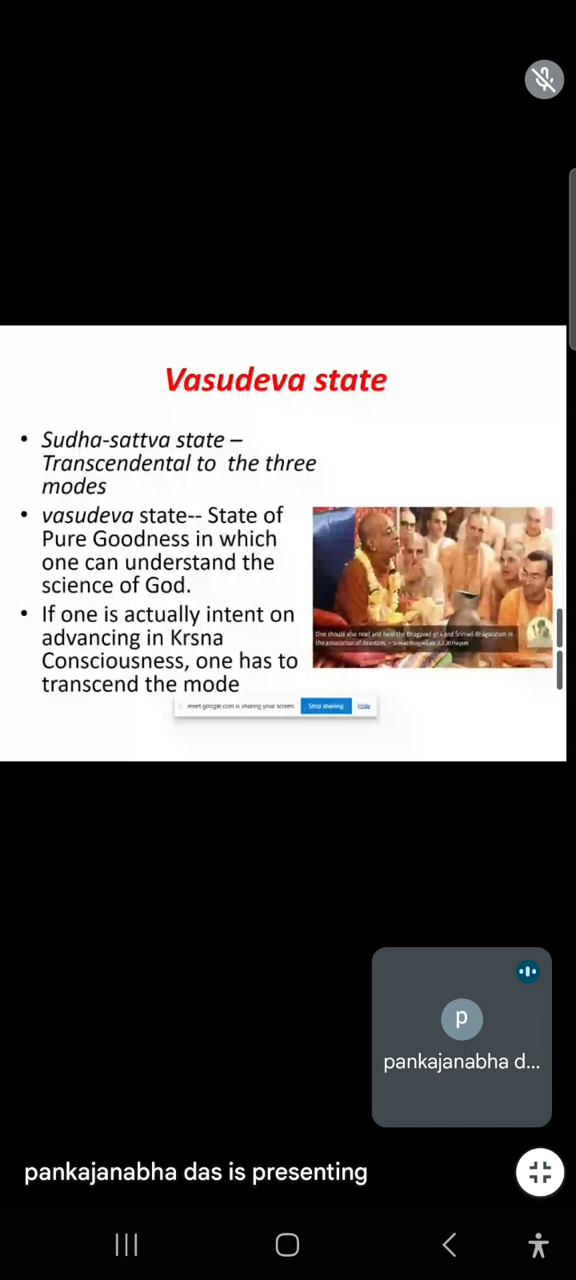 Vasudeva state
• Sudha-sattva state –
Transcendental to the three
modes
• vasudeva state-- State of
Pure Goodness in which
one can understand the
science of God.
• If one is actually intent on
advancing in Krsna
Consciousness, one has to
transcend the mode
One should also read and hear the Bhagavad-gita and Srimad-Bhagavatam in
the association of devotees. – Srimad Bhagavatam
meet.google.com is sharing your screen. Stop sharing Hide
p
pankajanabha d...
pankajanabha das is presenting